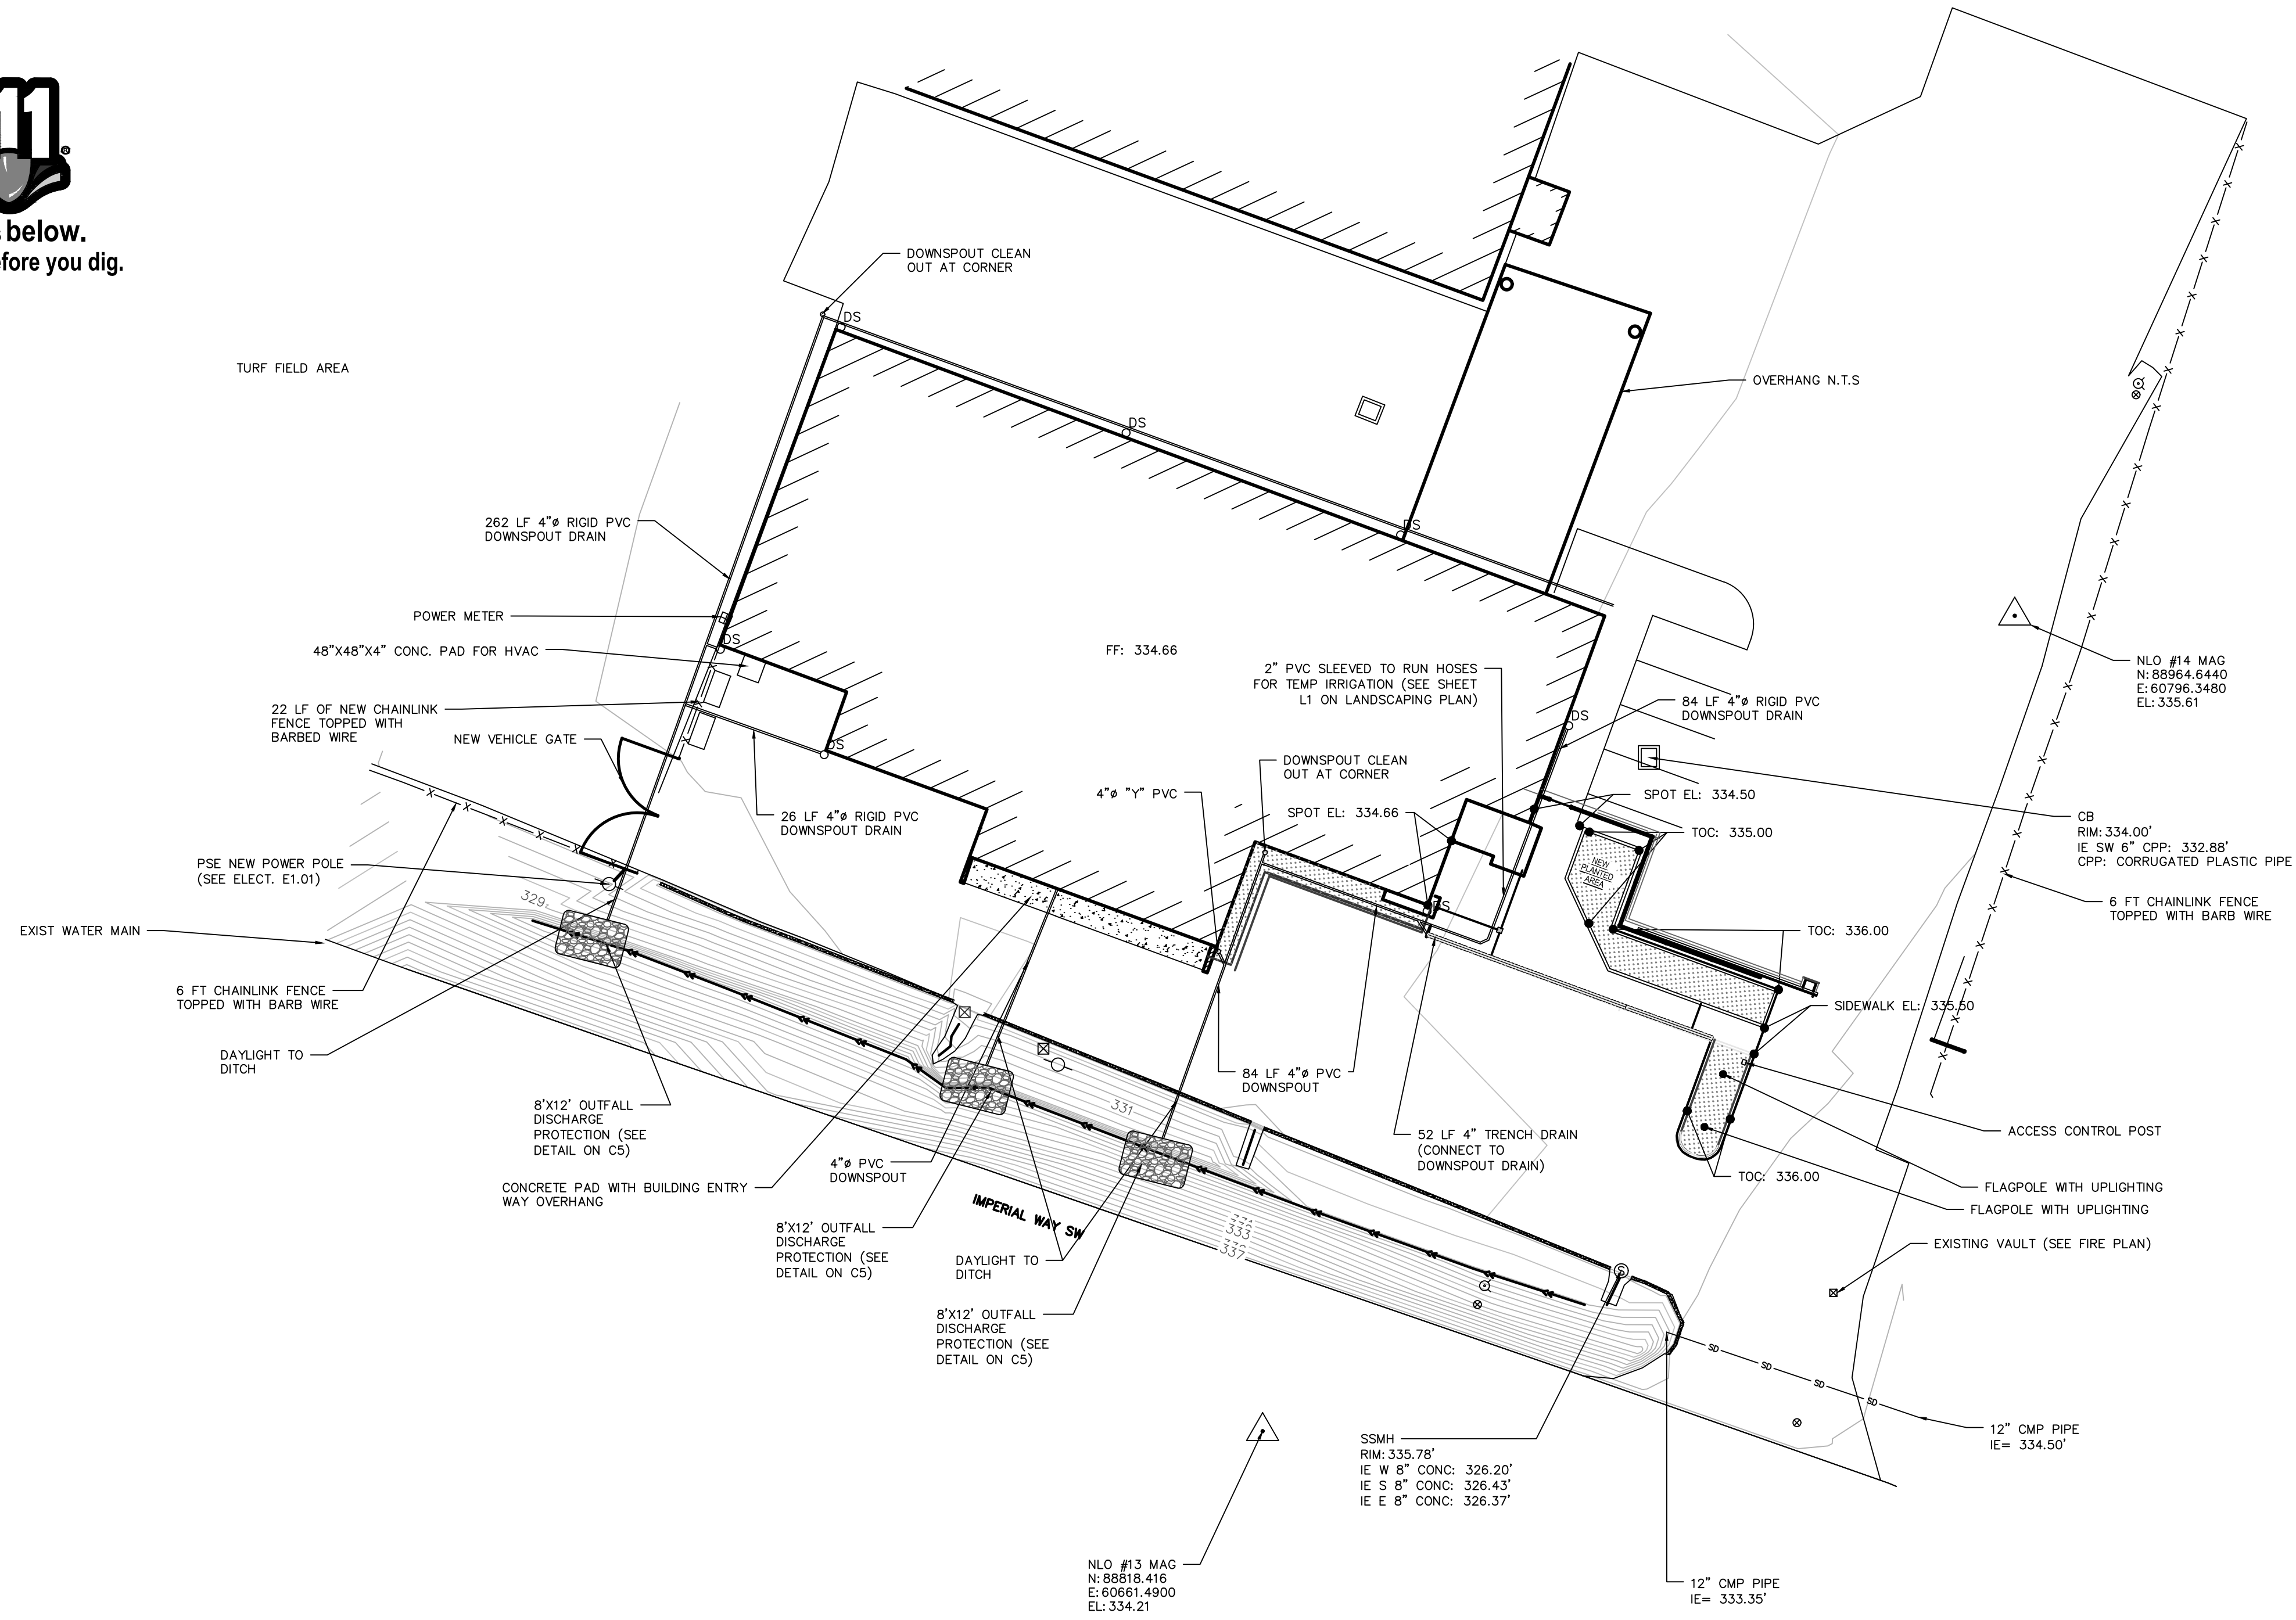 11
®
below.
fore you dig.
DOWNSPOUT CLEAN
OUT AT CORNER
DS
DS
DS
TURF FIELD AREA
OVERHANG N.T.S
262 LF 4"ø RIGID PVC
DOWNSPOUT DRAIN
POWER METER
48"X48"X4" CONC. PAD FOR HVAC
DS
22 LF OF NEW CHAINLINK
FENCE TOPPED WITH
BARBED WIRE
NEW VEHICLE GATE
DS
26 LF 4"ø RIGID PVC
DOWNSPOUT DRAIN
FF: 334.66
2" PVC SLEEVED TO RUN HOSES
FOR TEMP IRRIGATION (SEE SHEET
L1 ON LANDSCAPING PLAN)
84 LF 4"ø RIGID PVC
DOWNSPOUT DRAIN
DS
NLO #14 MAG
N:88964.6440
E:60796.3480
EL:335.61
DOWNSPOUT CLEAN
OUT AT CORNER
4"ø "Y" PVC
SPOT EL: 334.66
SPOT EL: 334.50
TOC: 335.00
CB
RIM:334.00'
IE SW 6" CPP: 332.88'
CPP: CORRUGATED PLASTIC PIPE
NEW
PLANTED
AREA
DS
6 FT CHAINLINK FENCE
TOPPED WITH BARB WIRE
PSE NEW POWER POLE
(SEE ELECT. E1.01)
329
EXIST WATER MAIN
TOC: 336.00
6 FT CHAINLINK FENCE
TOPPED WITH BARB WIRE
SIDEWALK EL: 335.50
DAYLIGHT TO
DITCH
84 LF 4"ø PVC
DOWNSPOUT
331
8'X12' OUTFALL
DISCHARGE
PROTECTION (SEE
DETAIL ON C5)
52 LF 4" TRENCH DRAIN
(CONNECT TO
DOWNSPOUT DRAIN)
ACCESS CONTROL POST
4"ø PVC
DOWNSPOUT
TOC: 336.00
CONCRETE PAD WITH BUILDING ENTRY
WAY OVERHANG
FLAGPOLE WITH UPLIGHTING
FLAGPOLE WITH UPLIGHTING
IMPERIAL WAY SW
8'X12' OUTFALL
DISCHARGE
PROTECTION (SEE
DETAIL ON C5)
333
337
DAYLIGHT TO
DITCH
EXISTING VAULT (SEE FIRE PLAN)
S
8'X12' OUTFALL
DISCHARGE
PROTECTION (SEE
DETAIL ON C5)
SD
SD
SD
SD
12" CMP PIPE
IE= 334.50'
SSMH
RIM:335.78'
IE W 8" CONC: 326.20'
IE S 8" CONC: 326.43'
IE E 8" CONC: 326.37'
NLO #13 MAG
N:88818.416
E:60661.4900
EL:334.21
12" CMP PIPE
IE= 333.35'